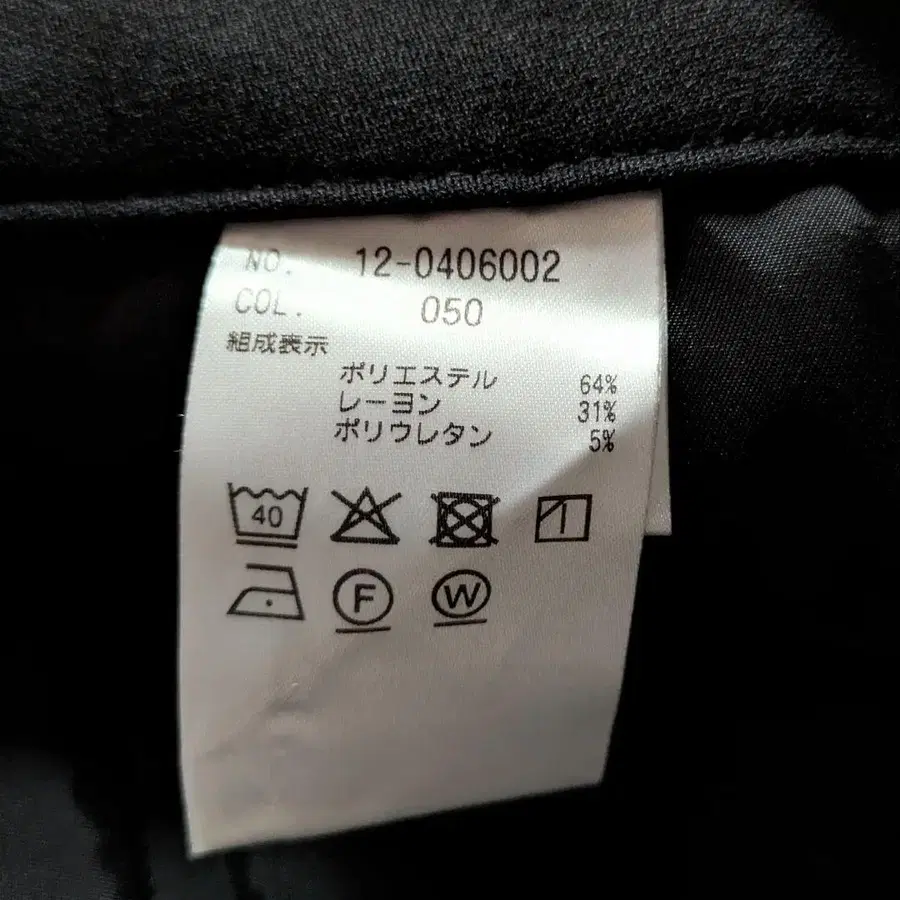 NO. 12-0406002
COL. 050
組成表示
ポリエステル 64%
レーヨン 31%
ポリウレタン 5%
40
F W